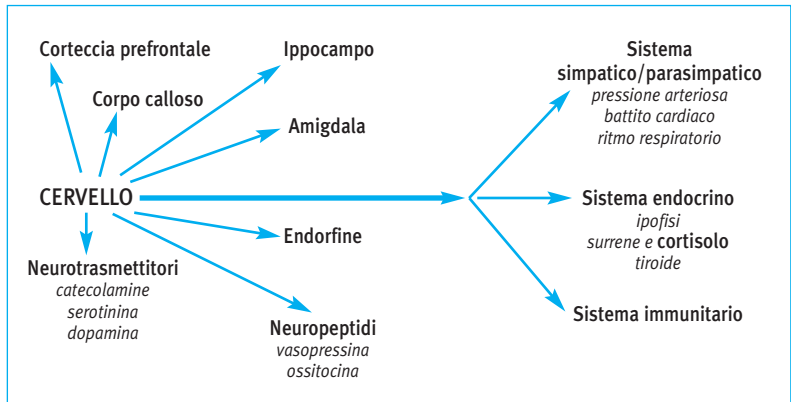 Corteccia prefrontale
Corpo calloso
Ippocampo
Amigdala
CERVELLO
Endorfine
Neurotrasmettitori
catecolamine
serotinina
dopamina
Neuropeptidi
vasopressina
ossitocina
Sistema
simpatico/parasimpatico
pressione arteriosa
battito cardiaco
ritmo respiratorio
Sistema endocrino
ipofisi
surrene e cortisolo
tiroide
Sistema immunitario